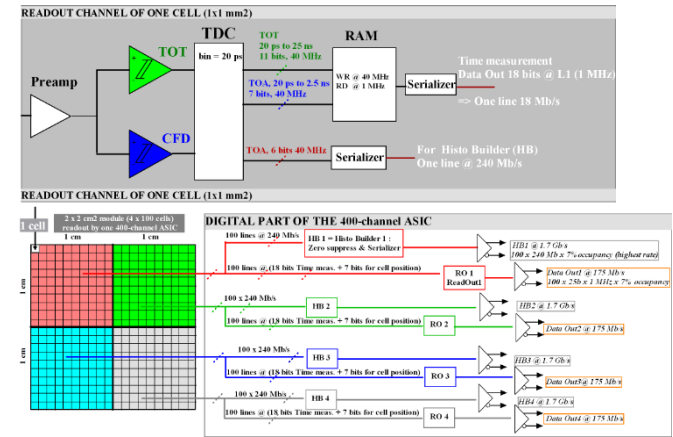 READOUT CHANNEL OF ONE CELL (1x1 mm2)
TDC
RAM
TOT
bin = 20 ps
TOT
20 ps to 25 ns
11 bits, 40 MHz
Preamp
TOA, 20 ps to 2.5 ns
7 bits, 40 MHz
WR @ 40 MHz
RD @ 1 MHz
Serializer
Time measurement
Data Out 18 bits @ L1 (1 MHz)
=> One line 18 Mb/s
CFD
TOA, 6 bits 40 MHz
Serializer
For Histo Builder (HB)
One line @ 240 Mb/s
READOUT CHANNEL OF ONE CELL (1x1 mm2)
1 cell
2 x 2 cm2 module (4 x 100 cells)
readout by one 400-channel ASIC
1 cm
1 cm
1 cm
1 cm
DIGITAL PART OF THE 400-channel ASIC
100 lines @ 240 Mb/s
HB 1 = Histo Builder 1 :
Zero suppress & Serializer
HB1 @ 1.7 Gb/s
100 x 240 Mb x 7% occupancy (highest rate)
100 lines @ (18 bits Time meas. + 7 bits for cell position)
RO 1
ReadOut1
Data Out1 @ 175 Mb/s
100 x 25b x 1 MHz x 7% occupancy
100 x 240 Mb/s
HB 2
HB2 @ 1.7 Gb/s
100 lines @ (18 bits Time meas. + 7 bits for cell position)
RO 2
Data Out2 @ 175 Mb/s
100 x 240 Mb/s
HB 3
HB3 @ 1.7 Gb/s
100 lines @ (18 bits Time meas. + 7 bits for cell position)
RO 3
Data Out3@ 175 Mb/s
100 x 240 Mb/s
HB 4
HB4 @ 1.7 Gb/s
100 lines @ (18 bits Time meas. + 7 bits for cell position)
RO 4
Data Out4 @ 175 Mb/s